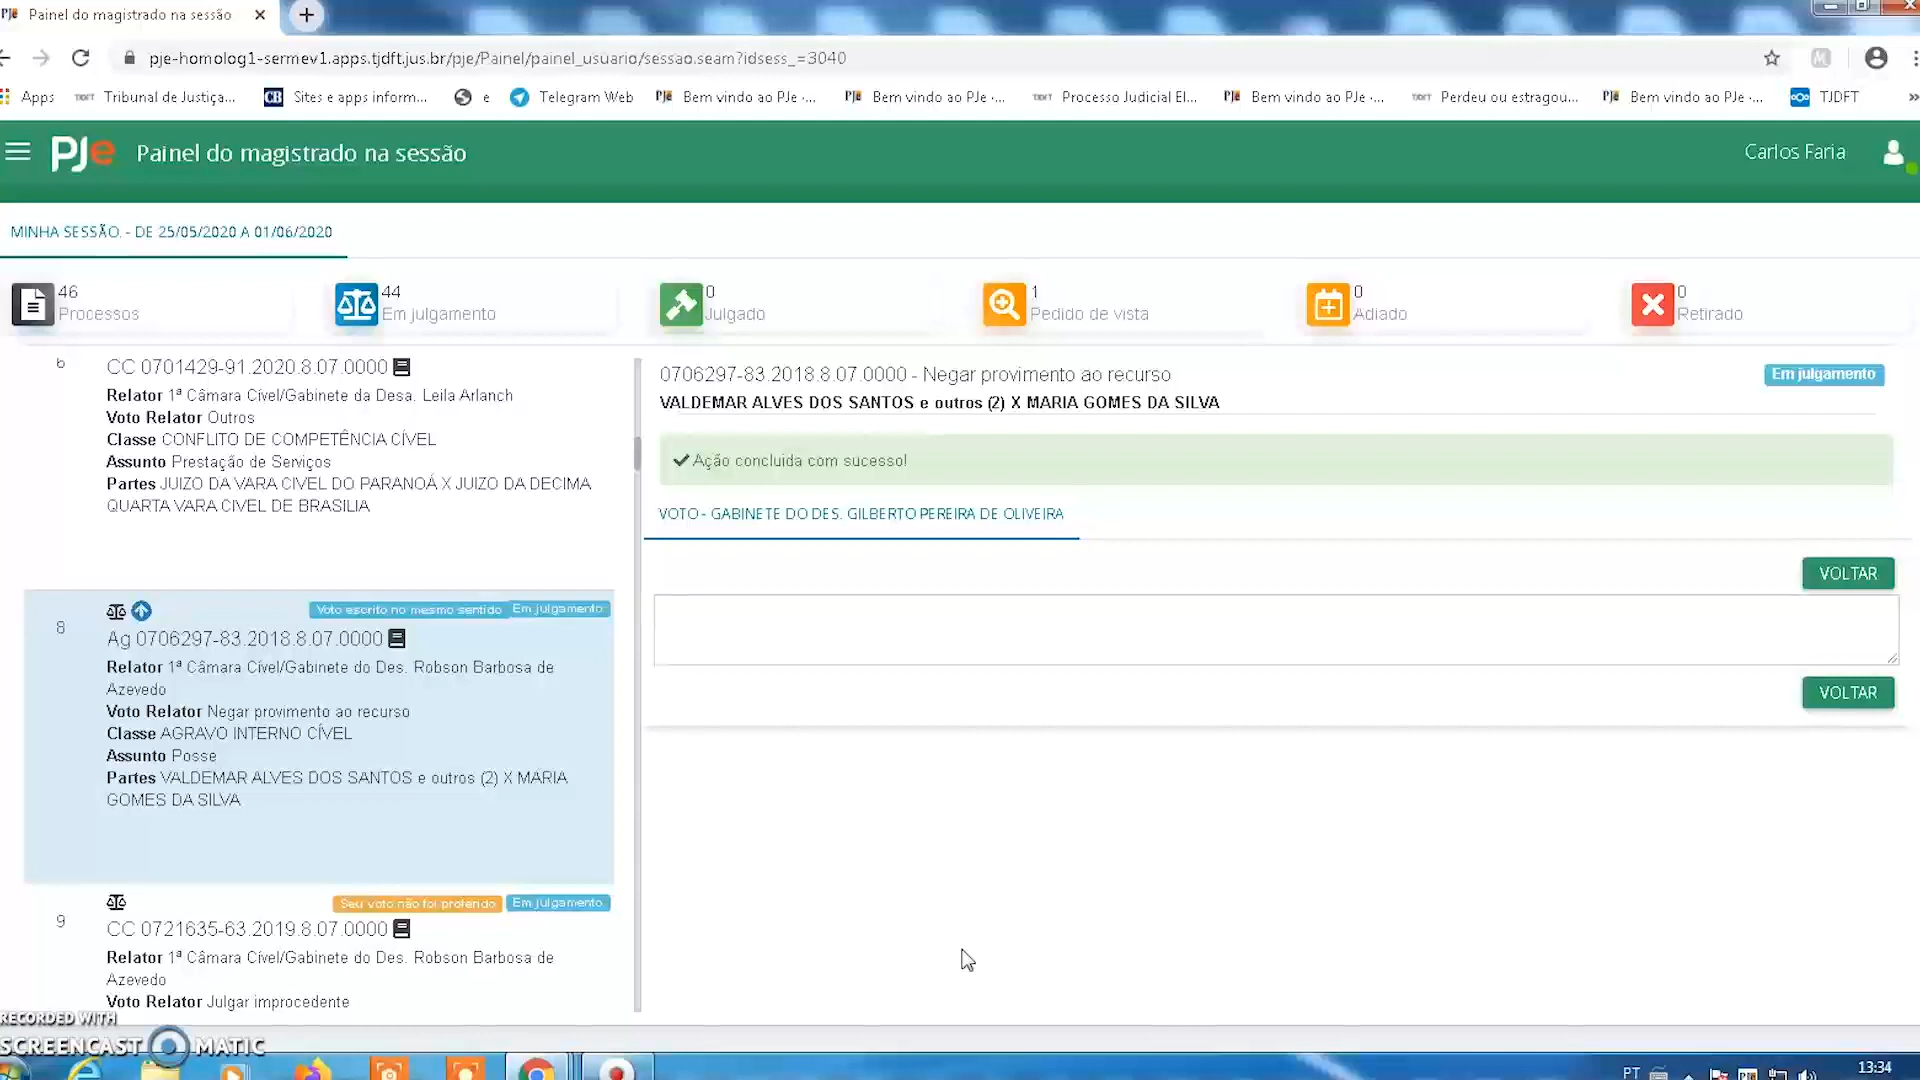 PJe Painel do magistrado na sessão
pje-homolog1-sermev1.apps.tjdft.jus.br/pje/Painel/painel_usuario/sessao.seam?idsess_=3040
Apps TJDFT Tribunal de Justiça... CB Sites e apps inform... e Telegram Web PJe Bem vindo ao PJe ·... PJe Bem vindo ao PJe ·... TJDFT Processo Judicial El... PJe Bem vindo ao PJe ·... TJDFT Perdeu ou estragou... PJe Bem vindo ao PJe ·... TJDFT »
PJe Painel do magistrado na sessão Carlos Faria
MINHA SESSÃO. - DE 25/05/2020 A 01/06/2020
46 Processos
44 Em julgamento
0 Julgado
1 Pedido de vista
0 Adiado
0 Retirado
CC 0701429-91.2020.8.07.0000
Relator 1ª Câmara Cível/Gabinete da Desa. Leila Arlanch
Voto Relator Outros
Classe CONFLITO DE COMPETÊNCIA CÍVEL
Assunto Prestação de Serviços
Partes JUIZO DA VARA CIVEL DO PARANOÁ X JUIZO DA DECIMA
QUARTA VARA CIVEL DE BRASILIA
Voto escrito no mesmo sentido Em julgamento
8
Ag 0706297-83.2018.8.07.0000
Relator 1ª Câmara Cível/Gabinete do Des. Robson Barbosa de
Azevedo
Voto Relator Negar provimento ao recurso
Classe AGRAVO INTERNO CÍVEL
Assunto Posse
Partes VALDEMAR ALVES DOS SANTOS e outros (2) X MARIA
GOMES DA SILVA
Seu voto não foi proferido Em julgamento
9
CC 0721635-63.2019.8.07.0000
Relator 1ª Câmara Cível/Gabinete do Des. Robson Barbosa de
Azevedo
Voto Relator Julgar improcedente
0706297-83.2018.8.07.0000 - Negar provimento ao recurso Em julgamento
VALDEMAR ALVES DOS SANTOS e outros (2) X MARIA GOMES DA SILVA
Ação concluida com sucesso!
VOTO - GABINETE DO DES. GILBERTO PEREIRA DE OLIVEIRA
VOLTAR
VOLTAR
RECORDED WITH
SCREENCAST MATIC
PT PJe 13:34